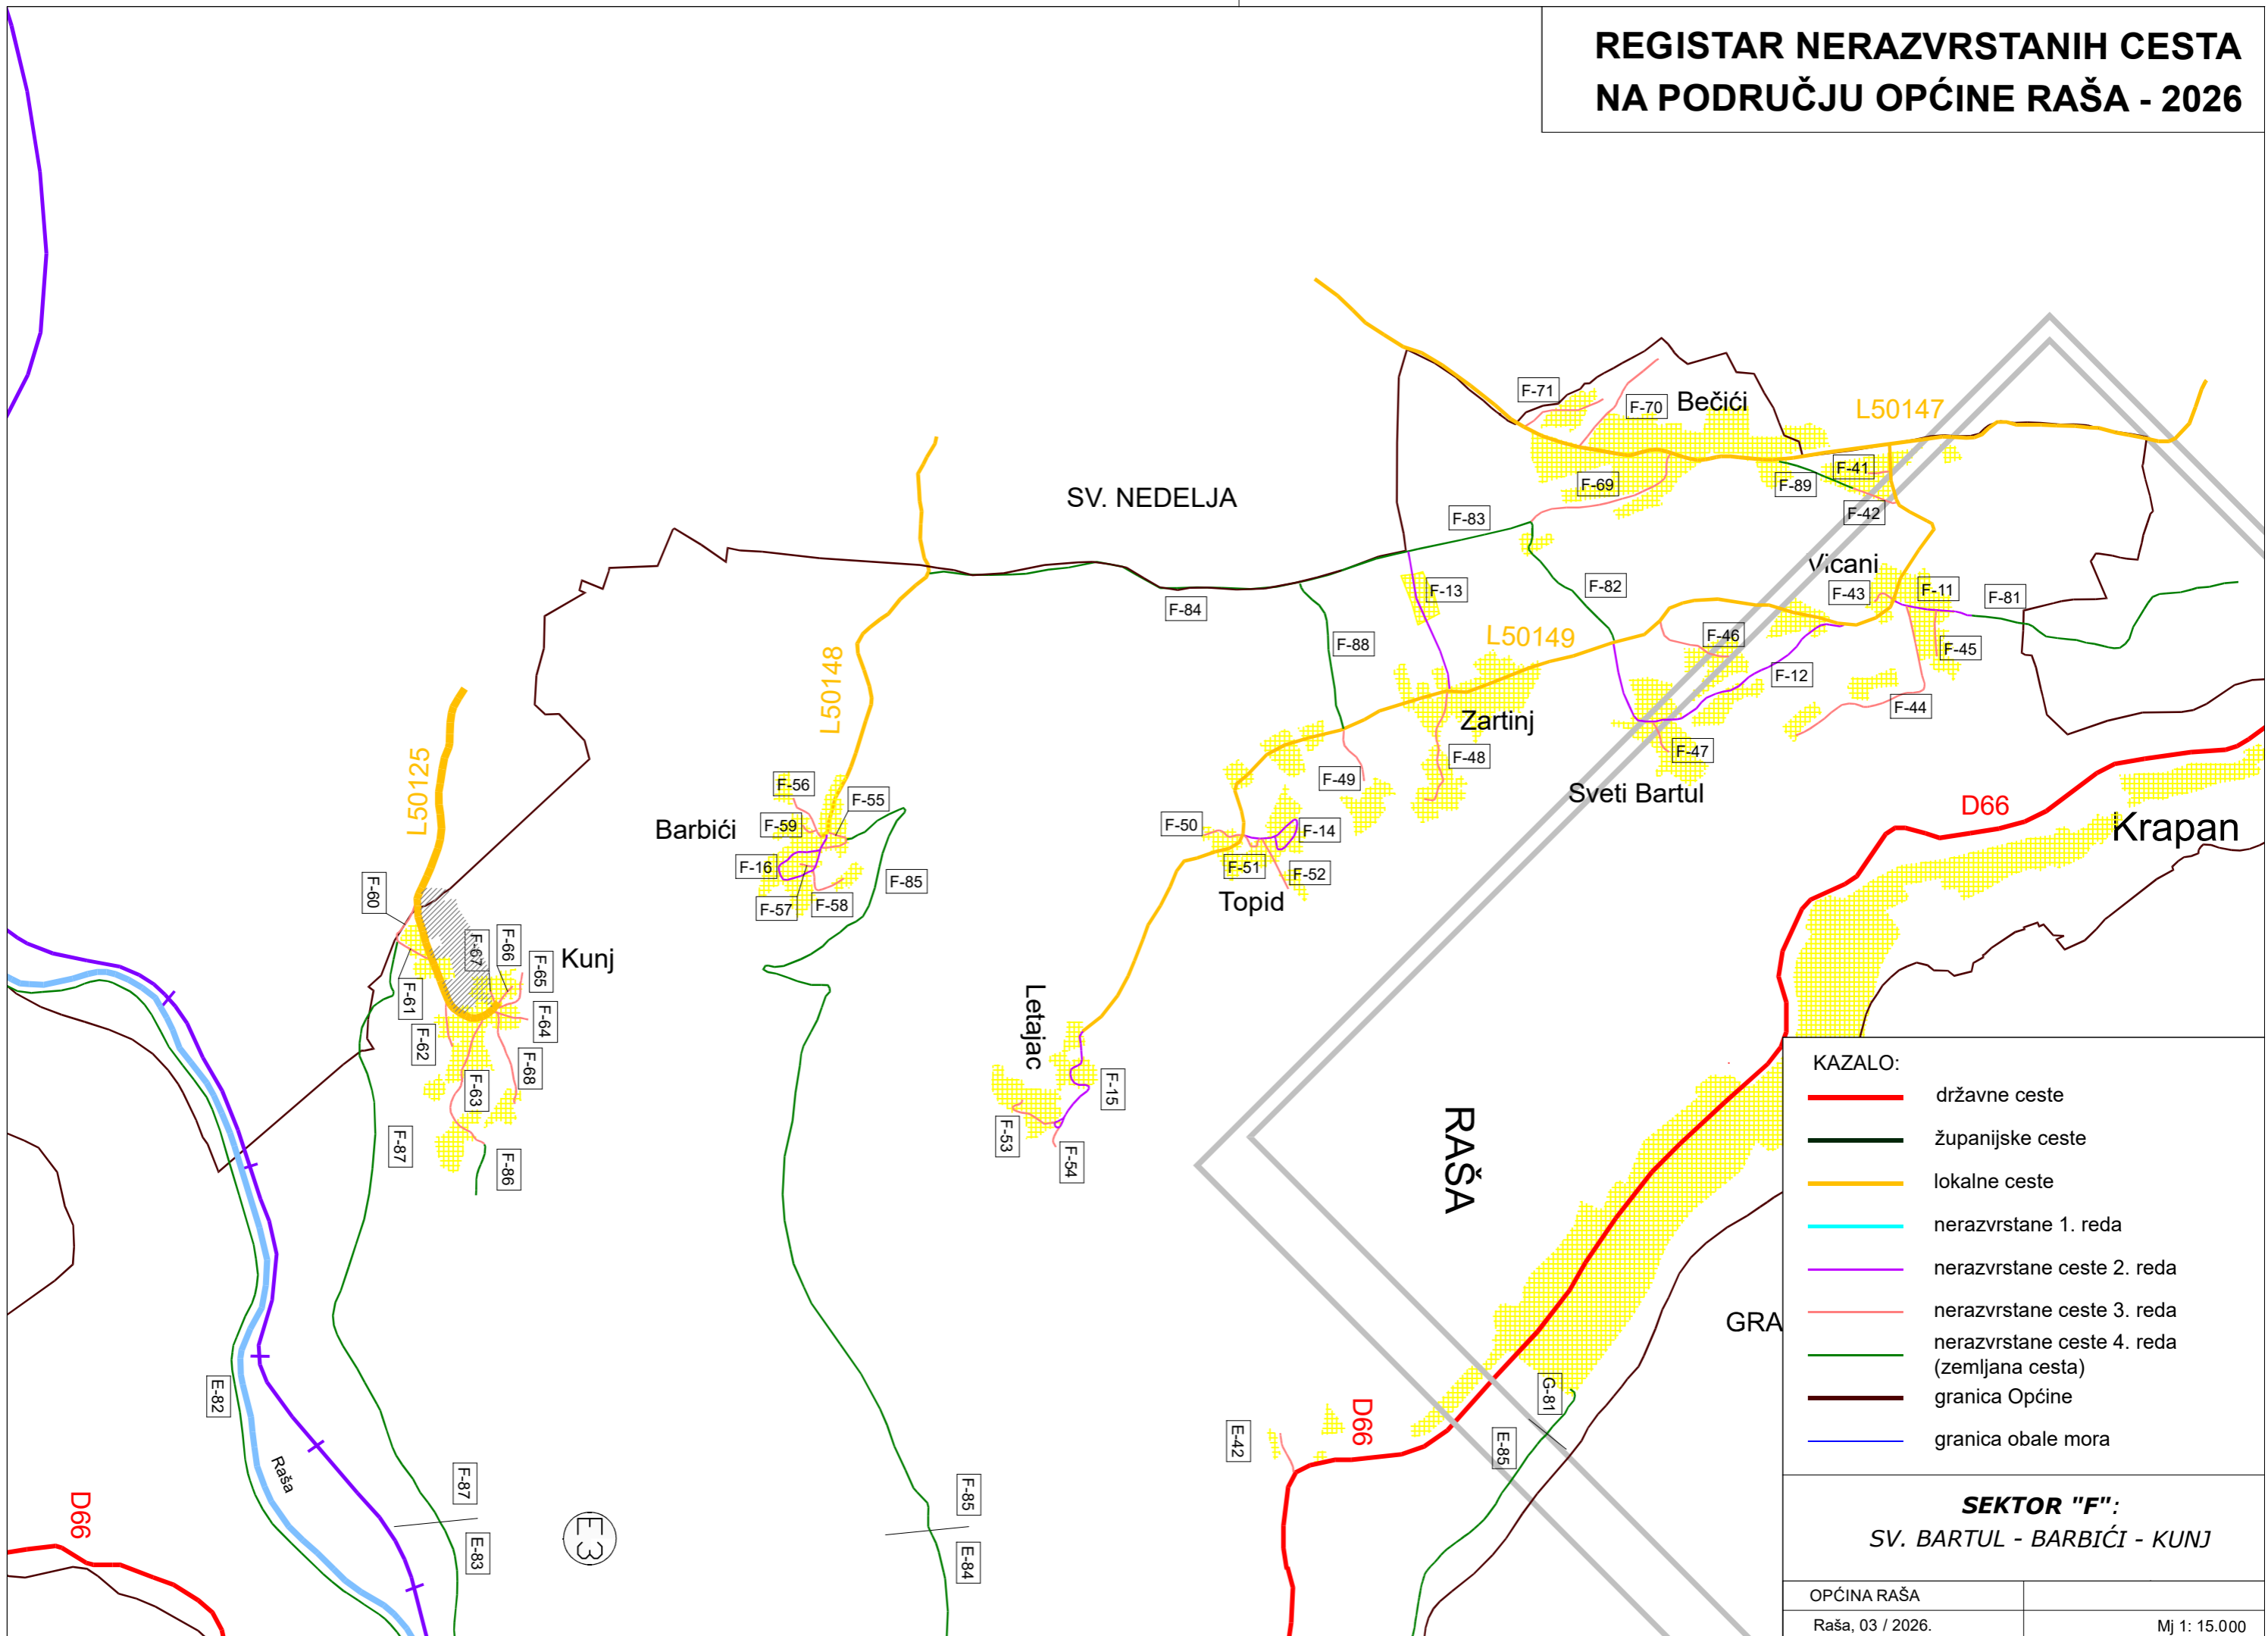 REGISTAR NERAZVRSTANIH CESTA
NA PODRUČJU OPĆINE RAŠA - 2026
F-71
F-70
Bečići
L50147
F-41
F-69
F-89
F-42
SV. NEDELJA
F-83
Vicani
F-13
F-82
F-43
F-11
F-81
F-84
F-88
L50149
F-46
F-45
F-12
F-44
L50148
Zartinj
F-48
F-47
F-49
Sveti Bartul
L50125
F-56
F-55
F-59
Barbići
F-16
F-85
F-57
F-58
F-50
F-14
F-51
F-52
Topid
D66
Krapan
F-60
F-67
F-66
F-65
Kunj
F-61
F-64
F-62
F-68
F-63
F-87
F-86
Letajac
F-15
F-53
F-54
RAŠA
GRA
E-82
Raša
D66
F-87
E-83
E3
F-85
E-84
E-42
D66
G-81
E-85
KAZALO:
državne ceste
županijske ceste
lokalne ceste
nerazvrstane 1. reda
nerazvrstane ceste 2. reda
nerazvrstane ceste 3. reda
nerazvrstane ceste 4. reda
(zemljana cesta)
granica Općine
granica obale mora
SEKTOR "F":
SV. BARTUL - BARBIĆI - KUNJ
OPĆINA RAŠA
Raša, 03 / 2026.
Mj 1: 15.000